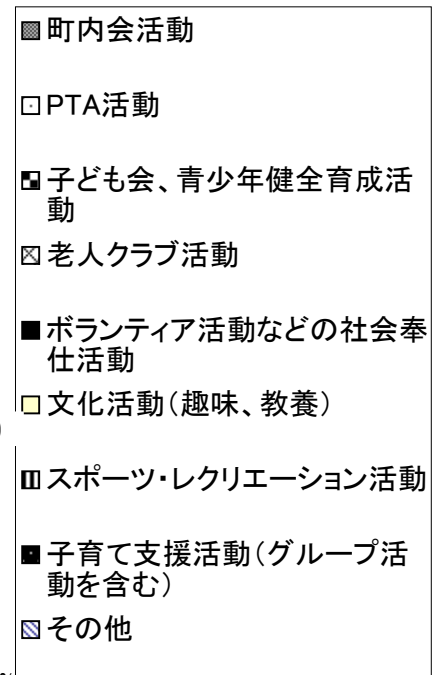 町内会活動
PTA活動
子ども会、青少年健全育成活
動
老人クラブ活動
ボランティア活動などの社会奉
仕活動
文化活動(趣味、教養)
)
スポーツ・レクリエーション活動
子育て支援活動(グループ活
動を含む)
その他
%